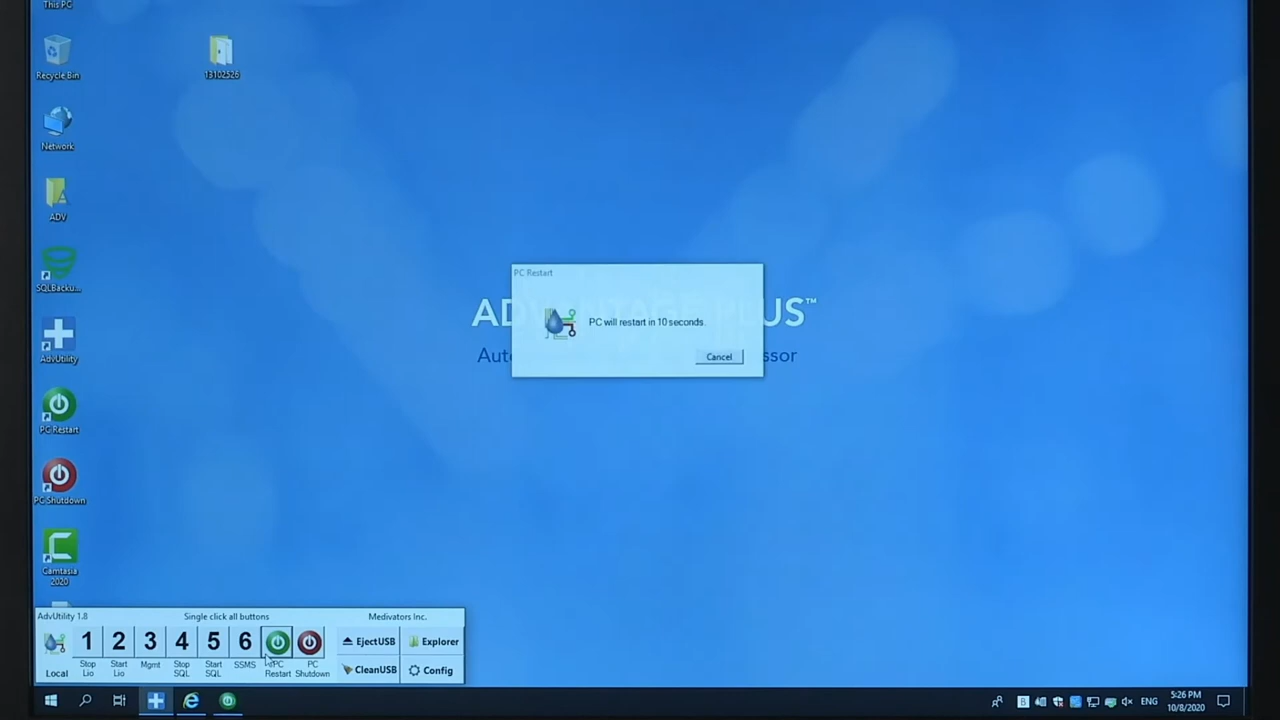 This PC
Recycle Bin
13102526
Network
ADV
SQLBacku...
AdvUtility
PC Restart
PC Shutdown
Camtasia
2020
PC Restart
PC will restart in 10 seconds.
Cancel
AD
US™
Auto
ssor
AdvUtility 1.8
Single click all buttons
Medivators Inc.
1 2 3 4 5 6
EjectUSB
Explorer
Local
Stop Lio
Start Lio
Mgmt
Stop SQL
Start SQL
SSMS
PC Restart
PC Shutdown
CleanUSB
Config
ENG
5:26 PM
10/8/2020